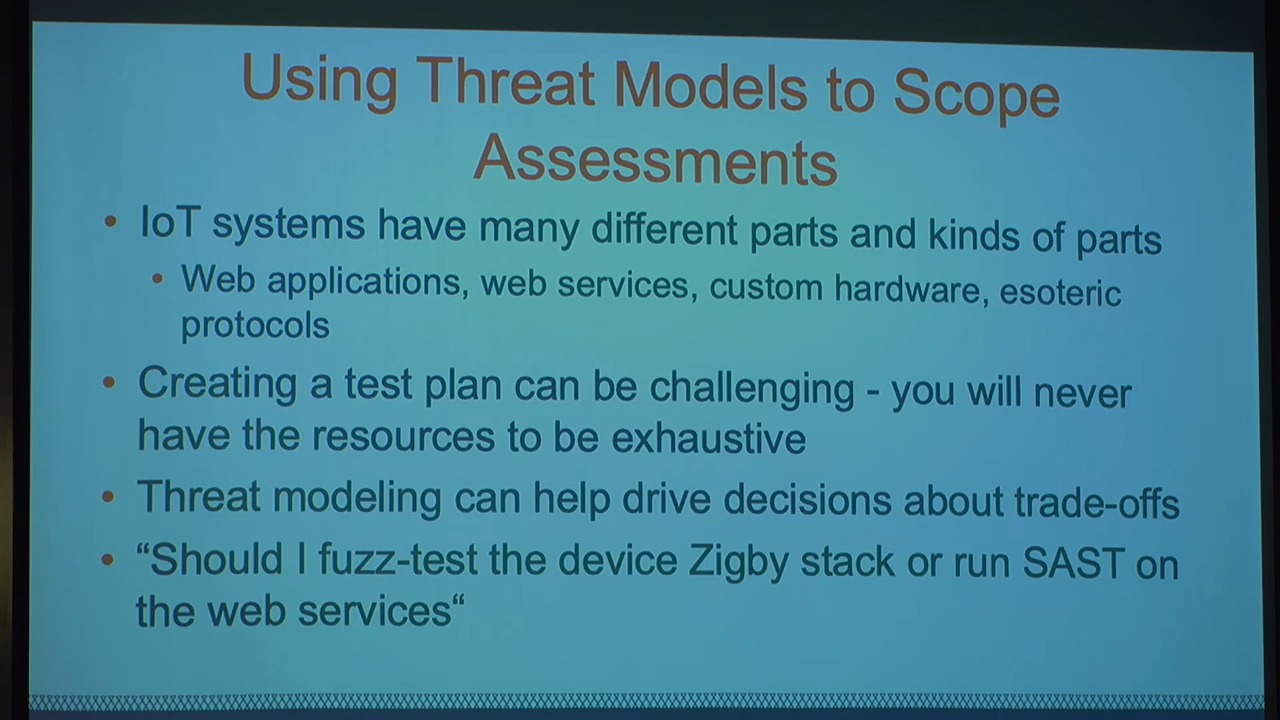 Using Threat Models to Scope
Assessments
• IoT systems have many different parts and kinds of parts
• Web applications, web services, custom hardware, esoteric
protocols
• Creating a test plan can be challenging - you will never
have the resources to be exhaustive
• Threat modeling can help drive decisions about trade-offs
• “Should I fuzz-test the device Zigby stack or run SAST on
the web services“